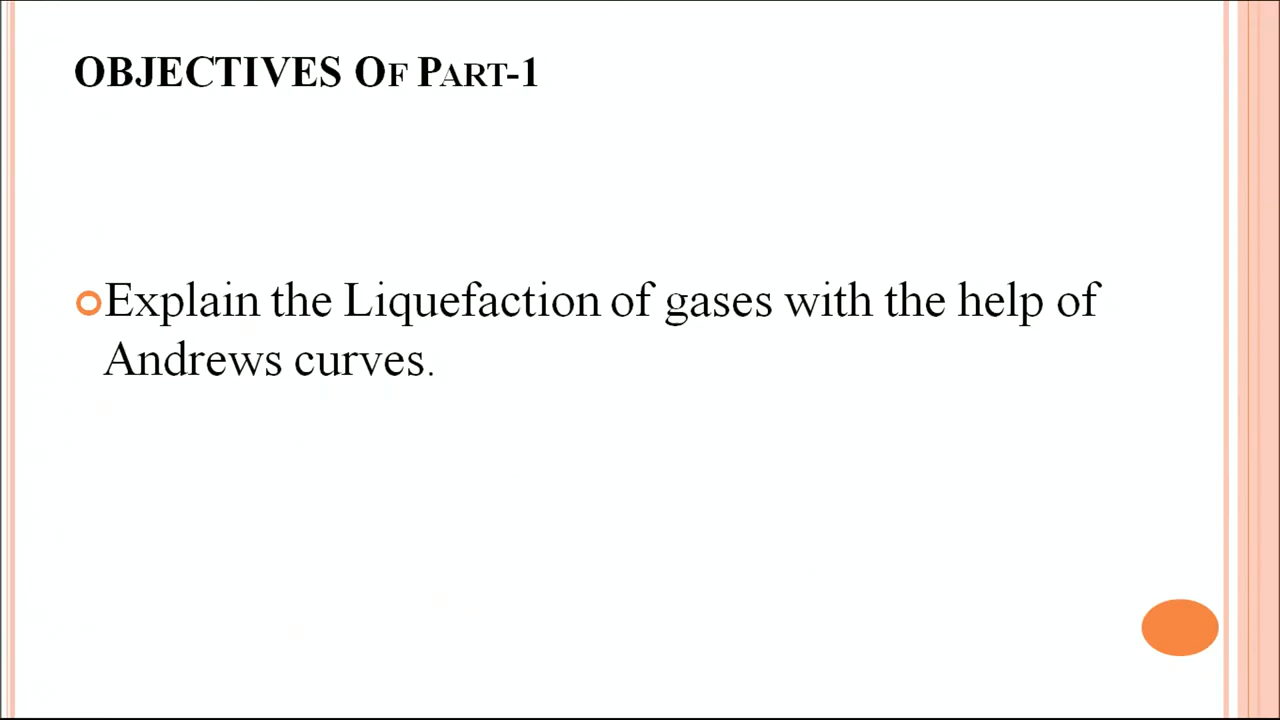 OBJECTIVES OF PART-1
Explain the Liquefaction of gases with the help of
Andrews curves.